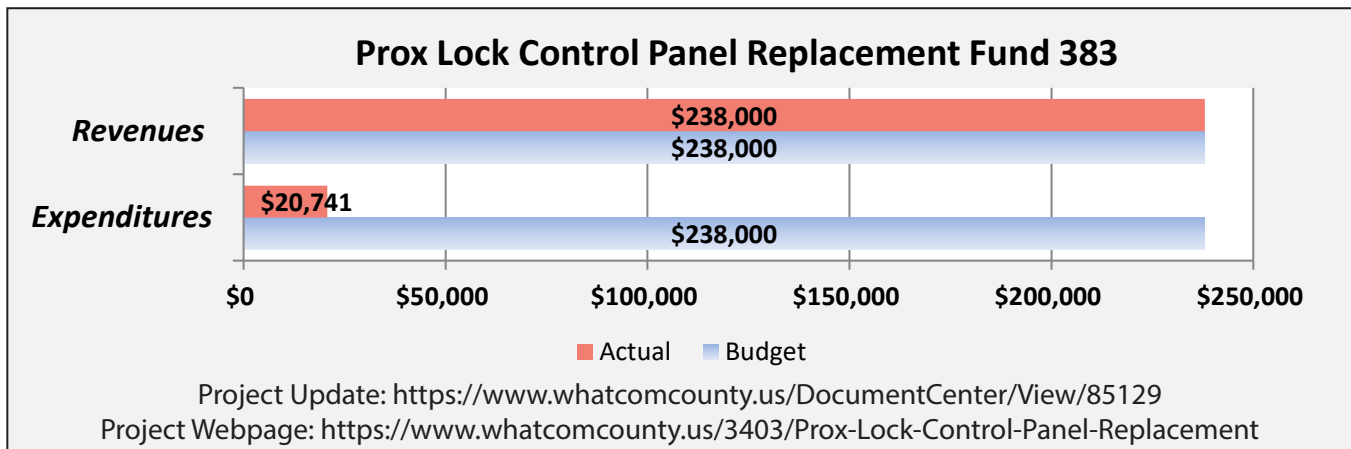 Prox Lock Control Panel Replacement Fund 383
Revenues
$238,000
$238,000
Expenditures
$20,741
$238,000
$0 $50,000 $100,000 $150,000 $200,000 $250,000
Actual Budget
Project Update: https://www.whatcomcounty.us/DocumentCenter/View/85129
Project Webpage: https://www.whatcomcounty.us/3403/Prox-Lock-Control-Panel-Replacement